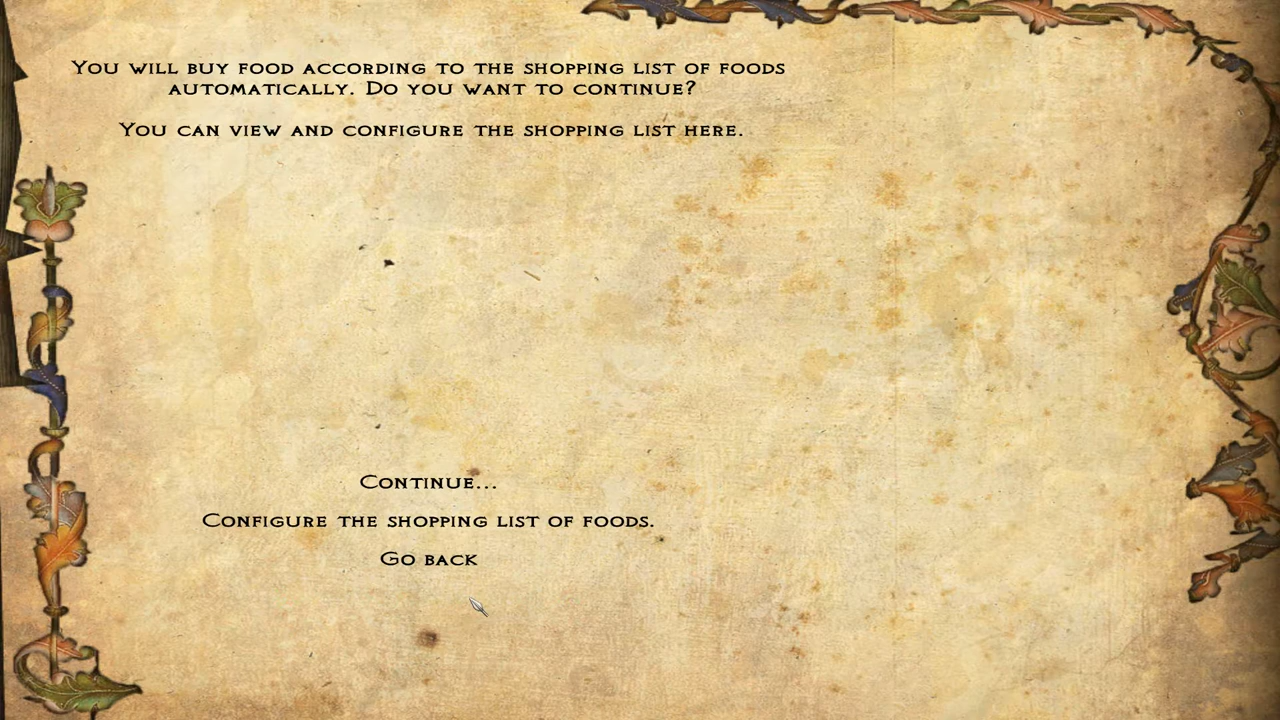 You will buy food according to the shopping list of foods
automatically. Do you want to continue?
You can view and configure the shopping list here.
Continue...
Configure the shopping list of foods.
Go back